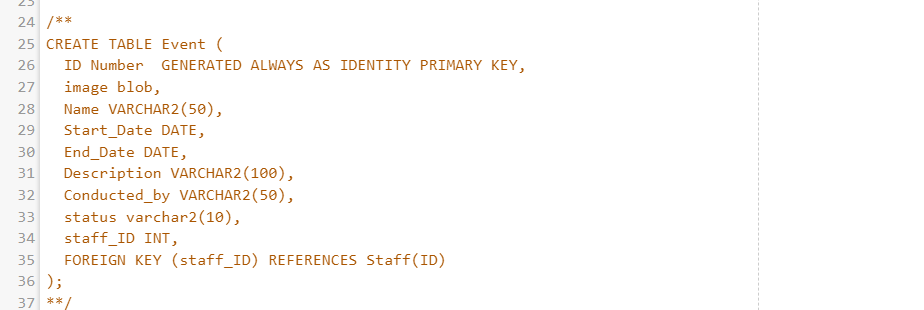 23
24 /**
25 CREATE TABLE Event (
26   ID Number  GENERATED ALWAYS AS IDENTITY PRIMARY KEY,
27   image blob,
28   Name VARCHAR2(50),
29   Start_Date DATE,
30   End_Date DATE,
31   Description VARCHAR2(100),
32   Conducted_by VARCHAR2(50),
33   status varchar2(10),
34   staff_ID INT,
35   FOREIGN KEY (staff_ID) REFERENCES Staff(ID)
36 );
37 **/